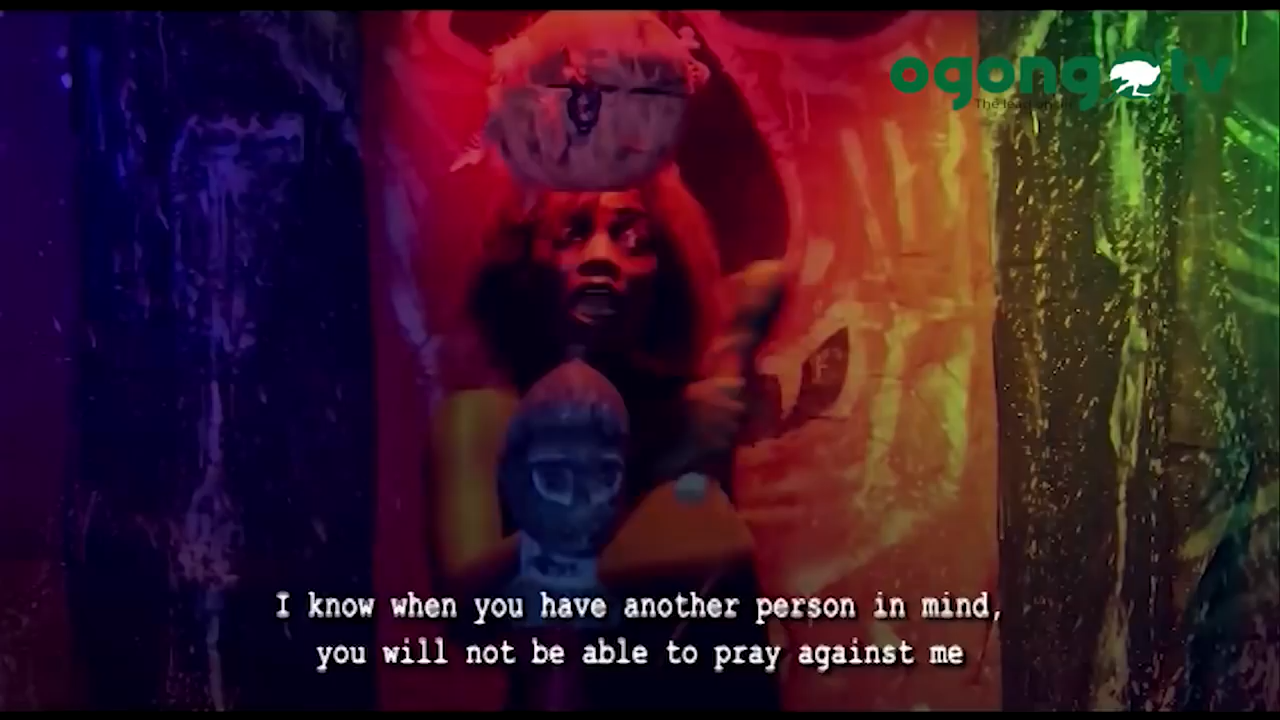 ogong tv
I know when you have another person in mind,
you will not be able to pray against me